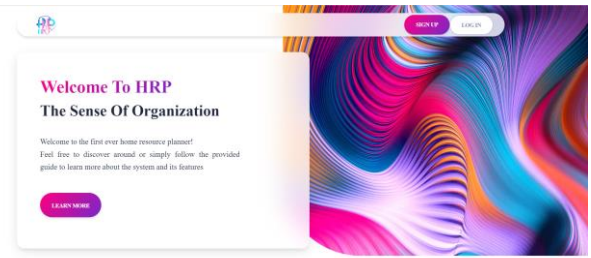 HRP
SIGN UP
LOG IN
Welcome To HRP
The Sense Of Organization
Welcome to the first ever home resource planner!
Feel free to discover around or simply follow the provided
guide to learn more about the system and its features
LEARN MORE